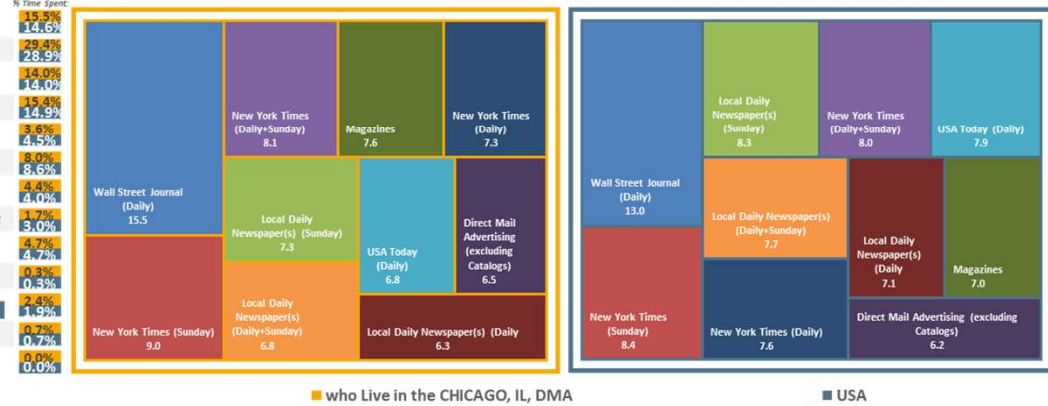 % Time Spent:
15.5%
14.6%
29.4%
28.9%
14.0%
14.0%
15.4%
14.9%
3.6%
4.5%
8.0%
8.6%
4.4%
4.0%
1.7%
3.0%
4.7%
4.7%
0.3%
0.3%
2.4%
1.9%
0.7%
0.7%
0.0%
0.0%
Wall Street Journal
(Daily)
15.5
New York Times
(Daily+Sunday)
8.1
Magazines
7.6
New York Times
(Daily)
7.3
Local Daily
Newspaper(s) (Sunday)
7.3
USA Today
(Daily)
6.8
Direct Mail
Advertising
(excluding
Catalogs)
6.5
New York Times (Sunday)
9.0
Local Daily
Newspaper(s)
(Daily+Sunday)
6.8
Local Daily Newspaper(s) (Daily
6.3
Wall Street Journal
(Daily)
13.0
Local Daily
Newspaper(s)
(Sunday)
8.3
New York Times
(Daily+Sunday)
8.0
USA Today (Daily)
7.9
Local Daily Newspaper(s)
(Daily+Sunday)
7.7
Local Daily
Newspaper(s)
(Daily
7.1
Magazines
7.0
New York Times
(Sunday)
8.4
New York Times (Daily)
7.6
Direct Mail Advertising (excluding
Catalogs)
6.2
who Live in the CHICAGO, IL, DMA
USA